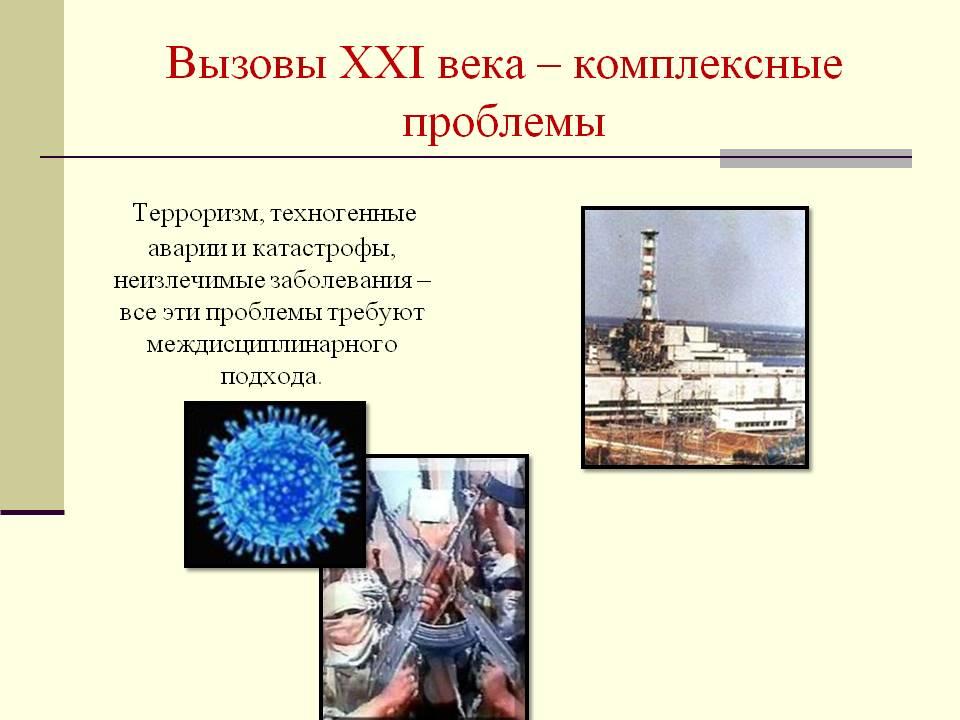 Вызовы XXI века – комплексные
проблемы
Терроризм, техногенные
аварии и катастрофы,
неизлечимые заболевания –
все эти проблемы требуют
междисциплинарного
подхода.